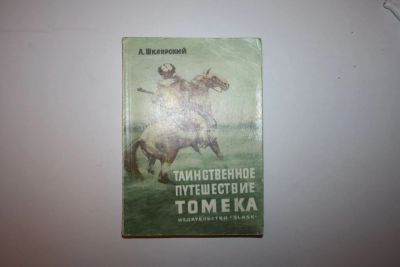 А. Шклярский
ТАИНСТВЕННОЕ
ПУТЕШЕСТВИЕ
ТОМЕКА
ИЗДАТЕЛЬСТВО "ŚLĄSK"